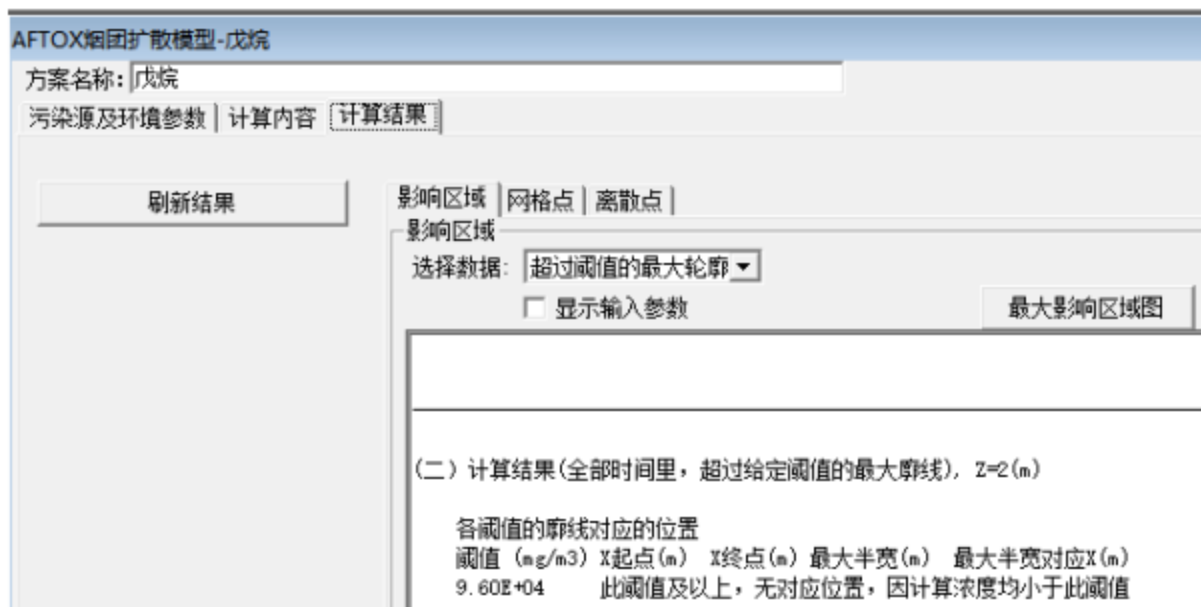 AFTOX烟团扩散模型-戊烷
方案名称: 戊烷
污染源及环境参数 计算内容 计算结果
刷新结果
影响区域 网格点 离散点
影响区域
选择数据: 超过阈值的最大轮廓
显示输入参数
最大影响区域图
(二) 计算结果(全部时间里，超过给定阈值的最大廓线), Z=2(m)
各阈值的廓线对应的位置
阈值 (mg/m3) X起点(m) X终点(m) 最大半宽(m) 最大半宽对应X(m)
9.60E+04 此阈值及以上，无对应位置，因计算浓度均小于此阈值